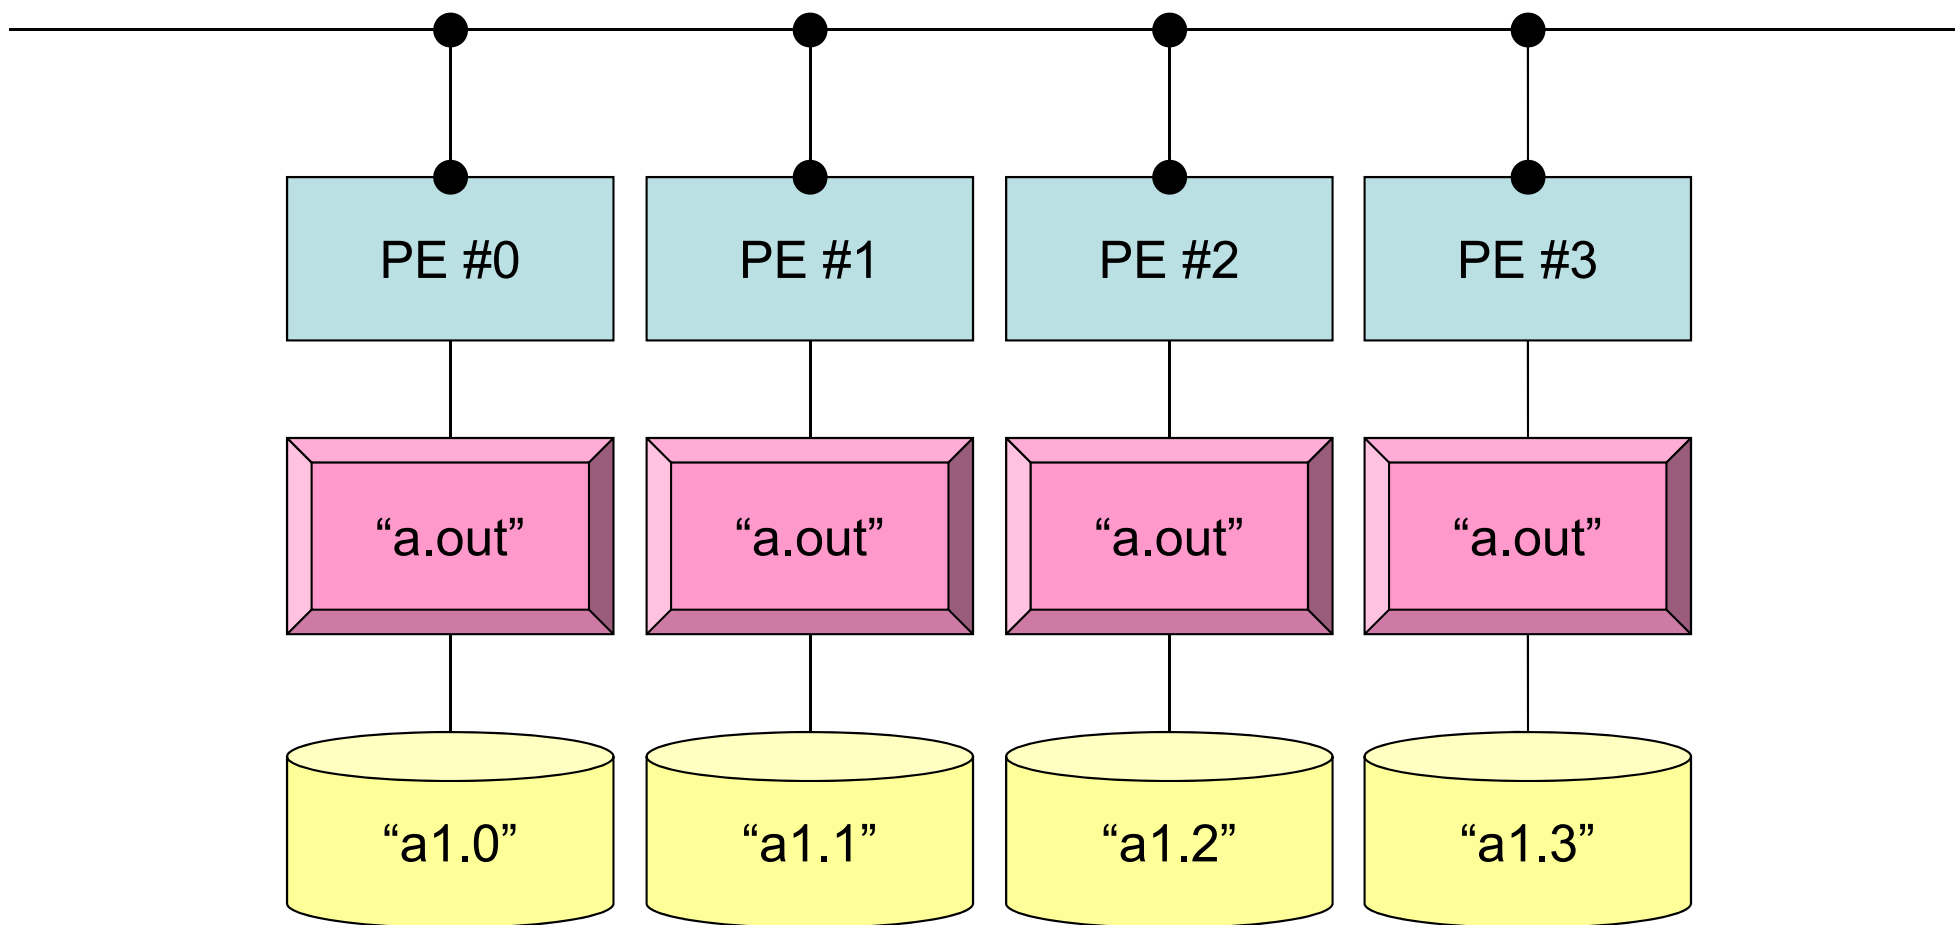 PE #0
PE #1
PE #2
PE #3
“a.out”
“a.out”
“a.out”
“a.out”
“a1.0”
“a1.1”
“a1.2”
“a1.3”